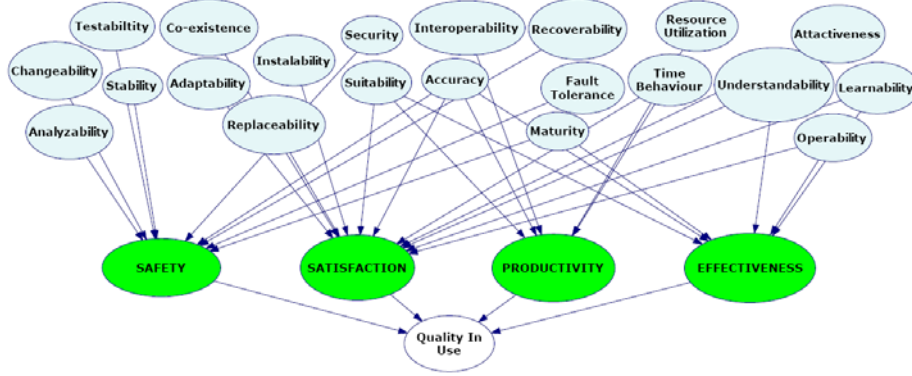 Testabiltity
Co-existence
Security
Interoperability
Recoverability
Resource
Utilization
Attactiveness
Changeability
Stability
Adaptability
Instalability
Suitability
Accuracy
Fault
Tolerance
Time
Behaviour
Understandability
Learnability
Analyzability
Replaceability
Maturity
Operability
SAFETY
SATISFACTION
PRODUCTIVITY
EFFECTIVENESS
Quality In
Use